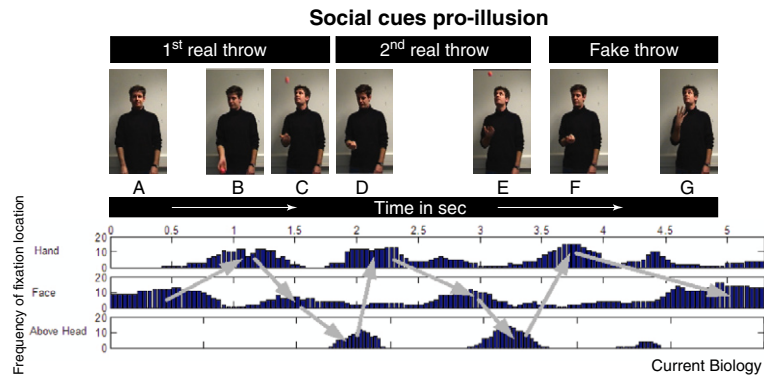 Social cues pro-illusion
1st real throw 2nd real throw Fake throw
A B C D E F G
Time in sec
0 0.5 1 1.5 2 2.5 3 3.5 4 4.5 5
Frequency of fixation location
Hand
20
10
0
Face
20
10
0
Above Head
20
10
0
Current Biology